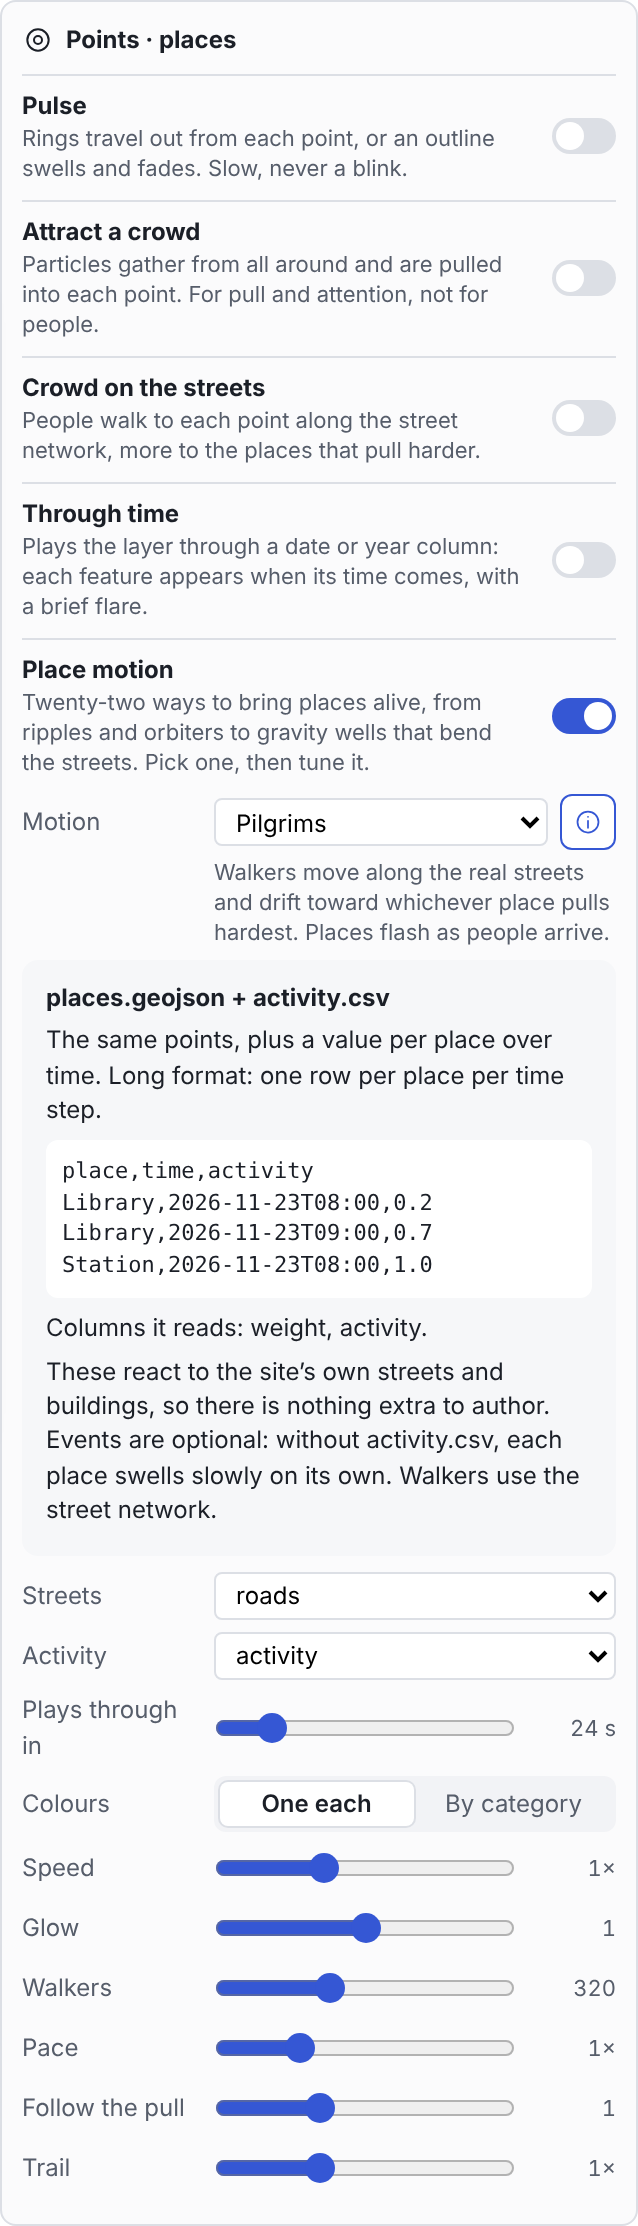 Points · places
Pulse
Rings travel out from each point, or an outline
swells and fades. Slow, never a blink.
Attract a crowd
Particles gather from all around and are pulled
into each point. For pull and attention, not for
people.
Crowd on the streets
People walk to each point along the street
network, more to the places that pull harder.
Through time
Plays the layer through a date or year column:
each feature appears when its time comes, with
a brief flare.
Place motion
Twenty-two ways to bring places alive, from
ripples and orbiters to gravity wells that bend
the streets. Pick one, then tune it.
Motion
Pilgrims
Walkers move along the real streets
and drift toward whichever place pulls
hardest. Places flash as people arrive.
places.geojson + activity.csv
The same points, plus a value per place over
time. Long format: one row per place per time
step.
place,time,activity
Library,2026-11-23T08:00,0.2
Library,2026-11-23T09:00,0.7
Station,2026-11-23T08:00,1.0
Columns it reads: weight, activity.
These react to the site’s own streets and
buildings, so there is nothing extra to author.
Events are optional: without activity.csv, each
place swells slowly on its own. Walkers use the
street network.
Streets
roads
Activity
activity
Plays through
in
24 s
Colours
One each
By category
Speed
1×
Glow
1
Walkers
320
Pace
1×
Follow the pull
1
Trail
1×